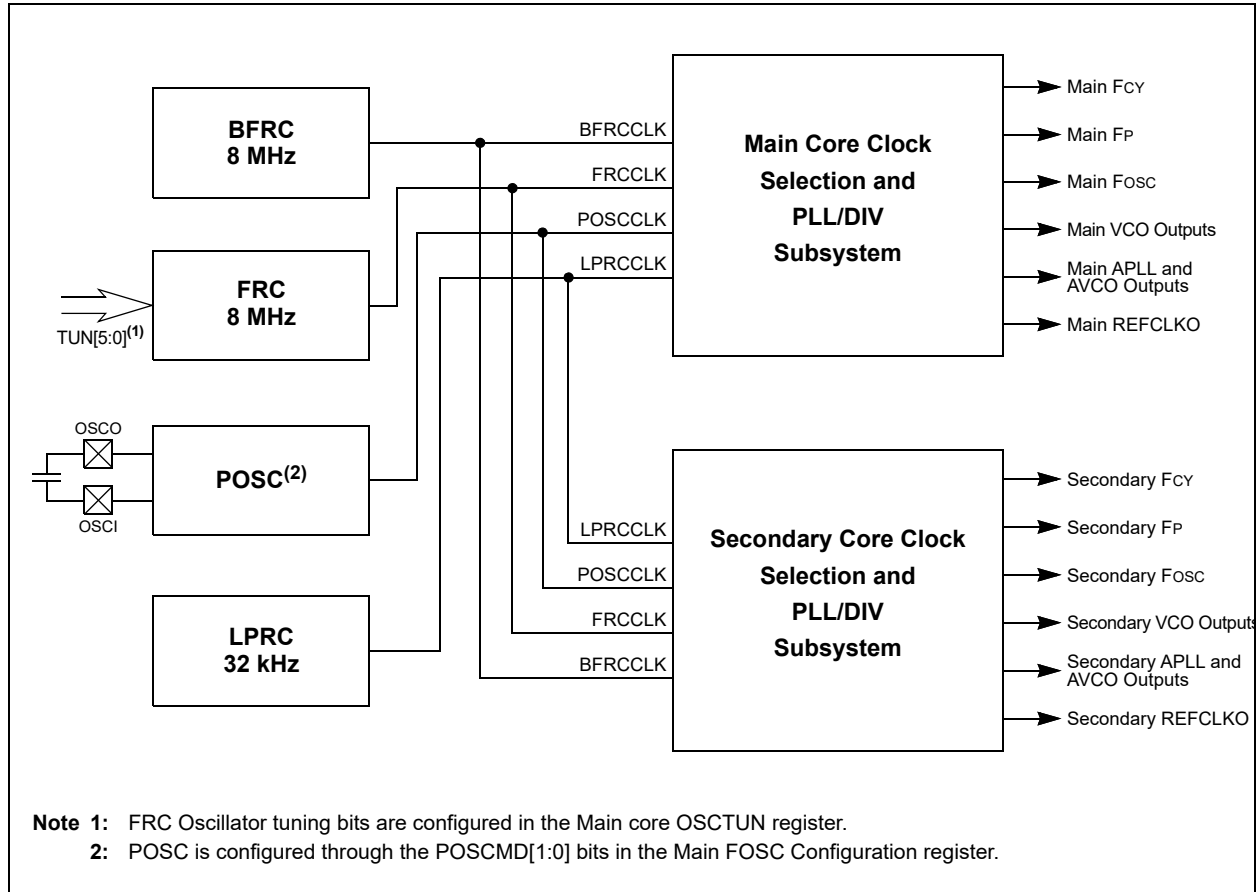 BFRC
8 MHz
FRC
8 MHz
TUN[5:0](1)
OSCO
OSCI
POSC(2)
LPRC
32 kHz
BFRCCLK
FRCCLK
POSCCLK
LPRCCLK
Main Core Clock
Selection and
PLL/DIV
Subsystem
Main FCY
Main FP
Main FOSC
Main VCO Outputs
Main APLL and
AVCO Outputs
Main REFCLKO
LPRCCLK
POSCCLK
FRCCLK
BFRCCLK
Secondary Core Clock
Selection and
PLL/DIV
Subsystem
Secondary FCY
Secondary FP
Secondary FOSC
Secondary VCO Outputs
Secondary APLL and
AVCO Outputs
Secondary REFCLKO
Note 1: FRC Oscillator tuning bits are configured in the Main core OSCTUN register.
2: POSC is configured through the POSCMD[1:0] bits in the Main FOSC Configuration register.